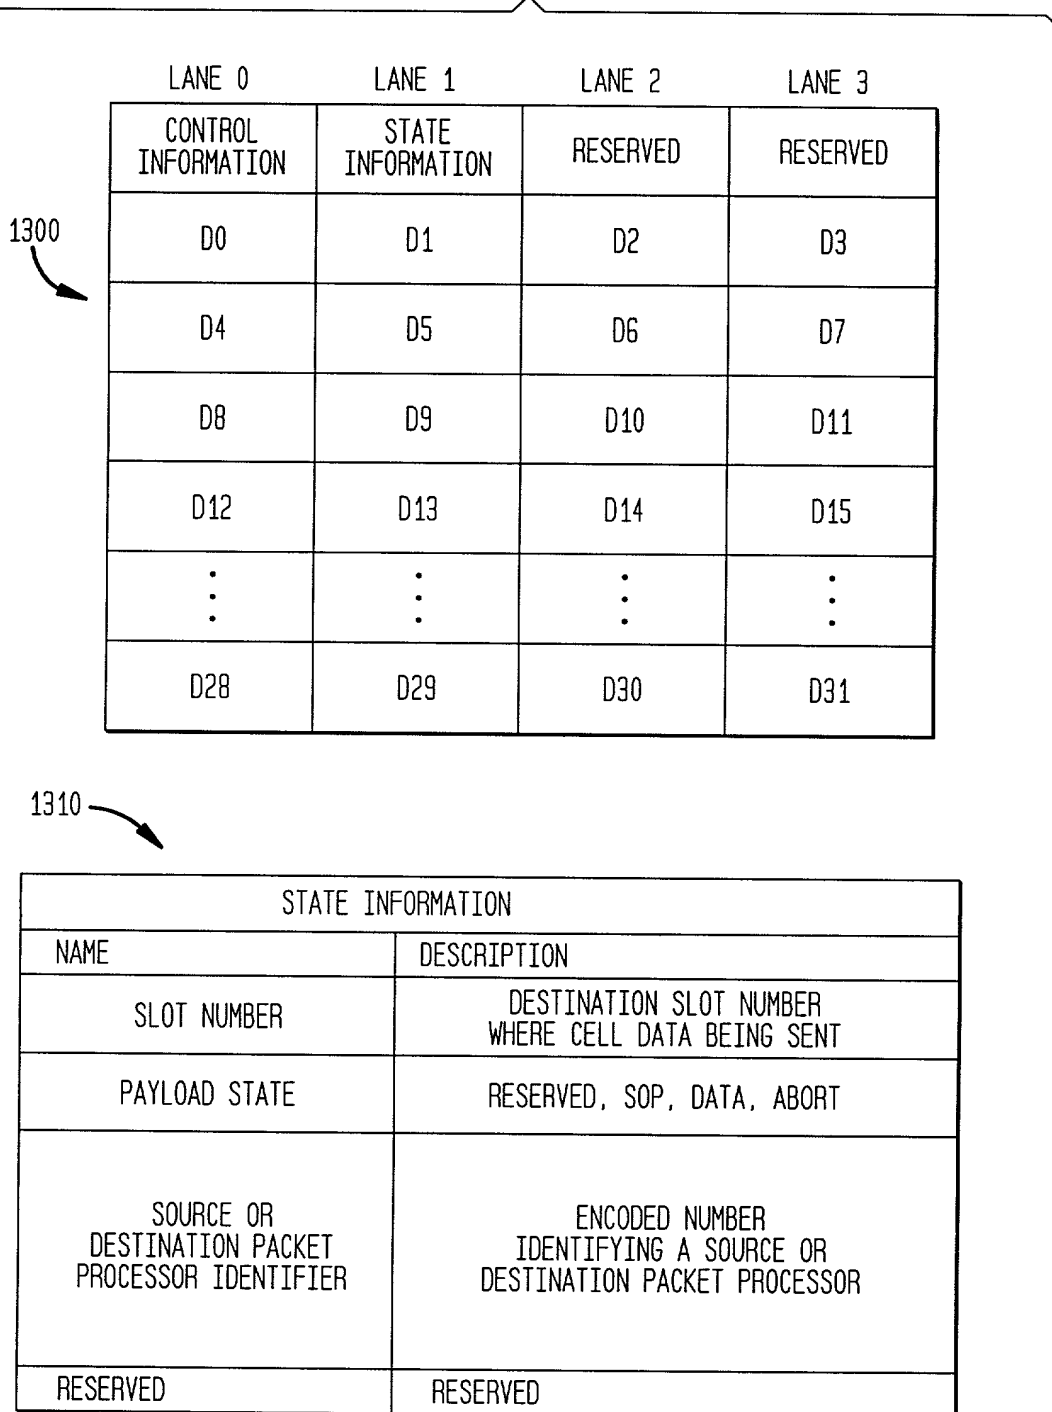 LANE 0 LANE 1 LANE 2 LANE 3
CONTROL INFORMATION STATE INFORMATION RESERVED RESERVED
1300
D0 D1 D2 D3
D4 D5 D6 D7
D8 D9 D10 D11
D12 D13 D14 D15
D28 D29 D30 D31
1310
STATE INFORMATION
NAME DESCRIPTION
SLOT NUMBER
DESTINATION SLOT NUMBER
WHERE CELL DATA BEING SENT
PAYLOAD STATE
RESERVED, SOP, DATA, ABORT
SOURCE OR
DESTINATION PACKET
PROCESSOR IDENTIFIER
ENCODED NUMBER
IDENTIFYING A SOURCE OR
DESTINATION PACKET PROCESSOR
RESERVED RESERVED